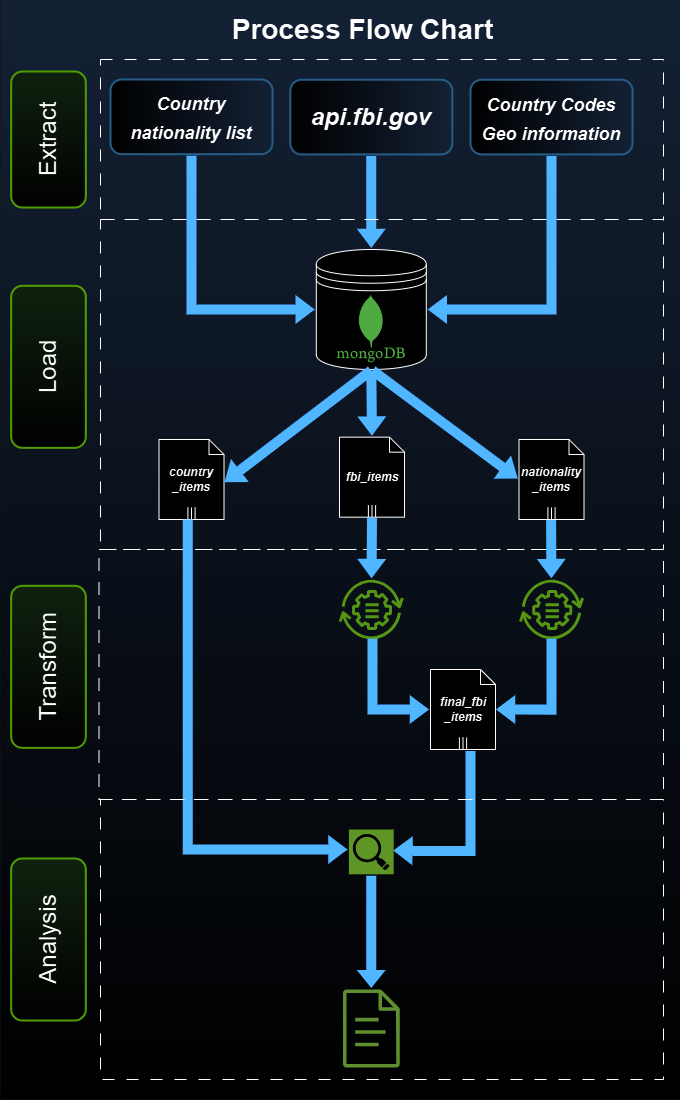 Process Flow Chart
Extract
Country
nationality list
api.fbi.gov
Country Codes
Geo information
Load
mongoDB
country
_items
fbi_items
nationality
_items
Transform
final_fbi
_items
Analysis